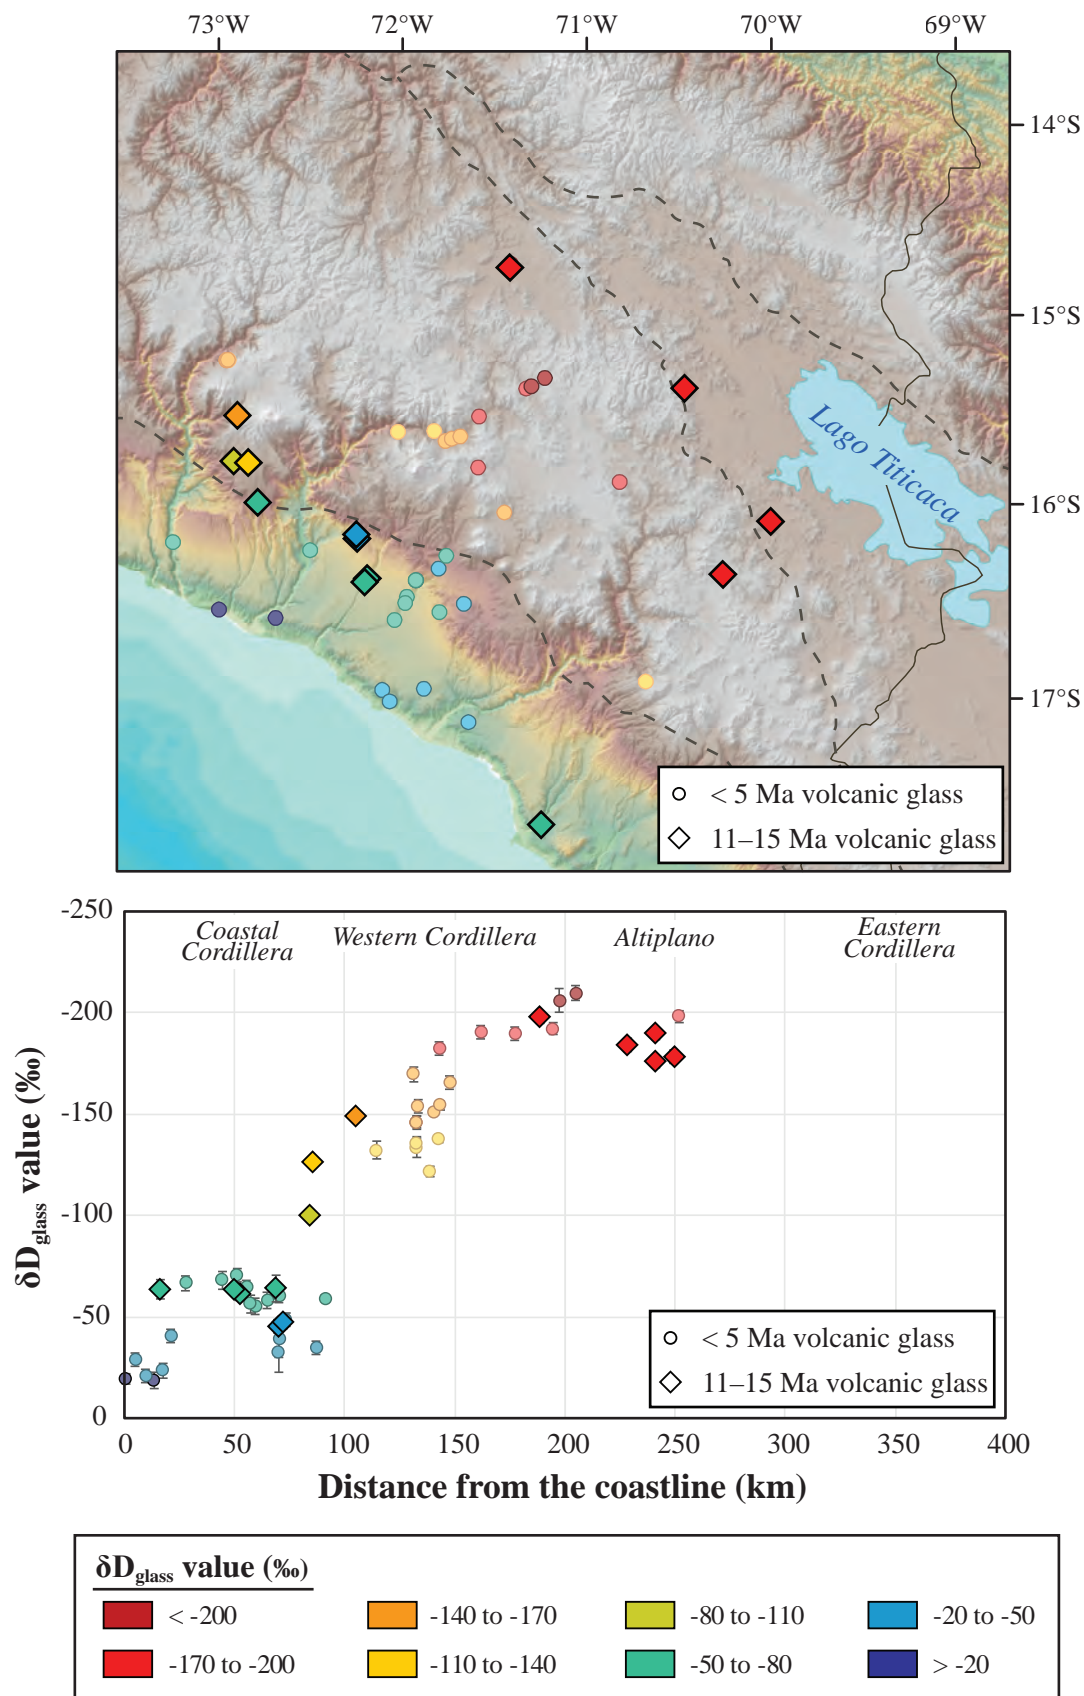 73°W 72°W 71°W 70°W 69°W
14°S
15°S
Lago Titicaca
16°S
17°S
< 5 Ma volcanic glass
11–15 Ma volcanic glass
-250
Coastal
Cordillera
Western Cordillera
Altiplano
Eastern
Cordillera
-200
-150
-100
-50
0
δDglass value (‰)
< 5 Ma volcanic glass
11–15 Ma volcanic glass
0 50 100 150 200 250 300 350 400
Distance from the coastline (km)
δDglass value (‰)
< -200 -140 to -170 -80 to -110 -20 to -50
-170 to -200 -110 to -140 -50 to -80 > -20